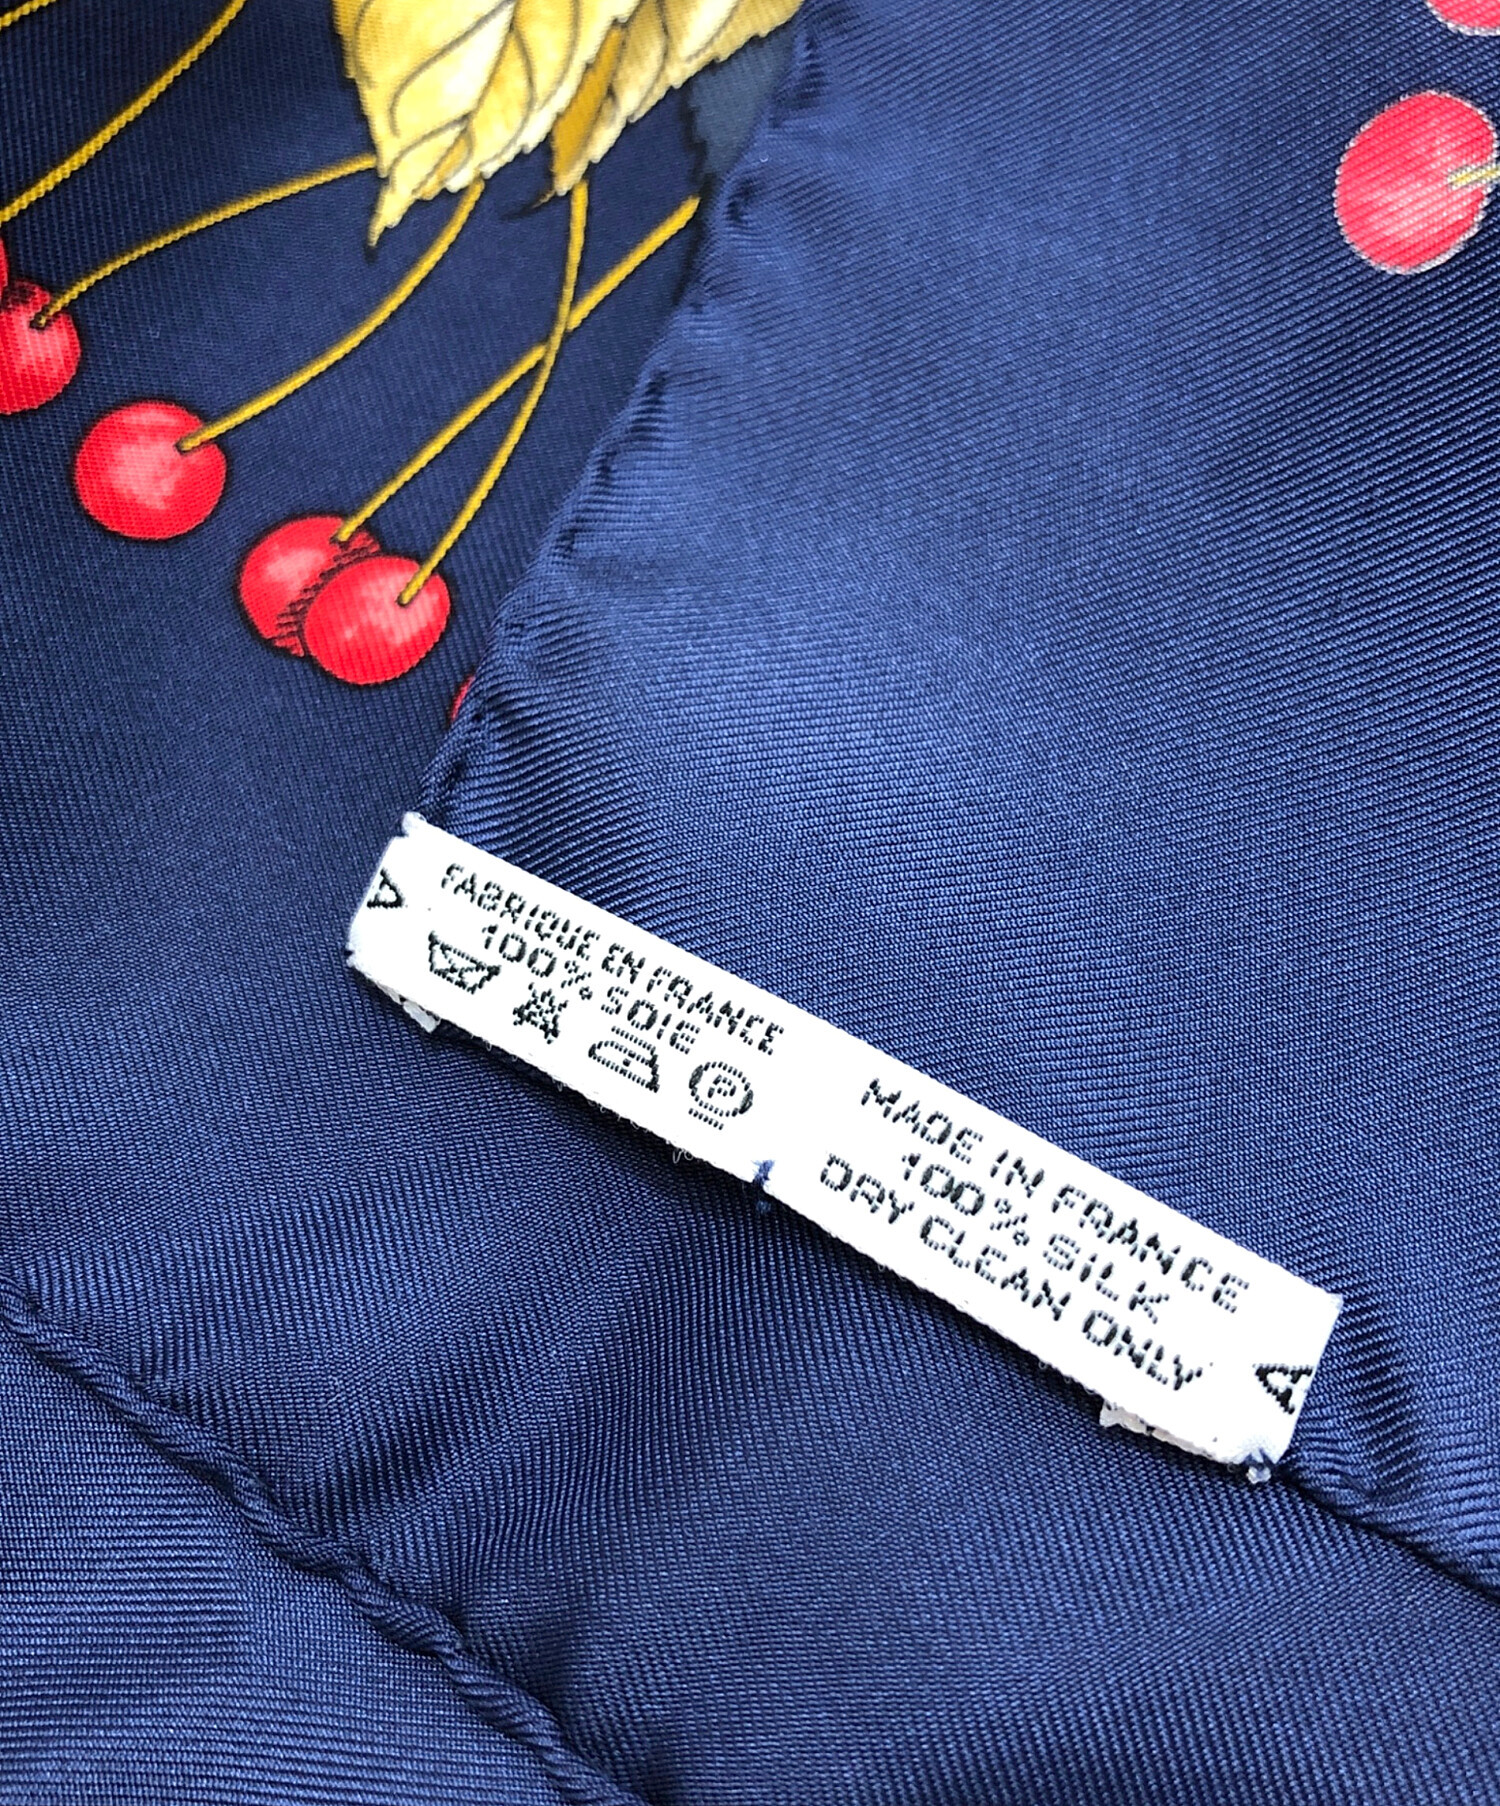 A
FABRIQUE EN FRANCE
100% SOIE
P
MADE IN FRANCE
100% SILK
DRY CLEAN ONLY
A